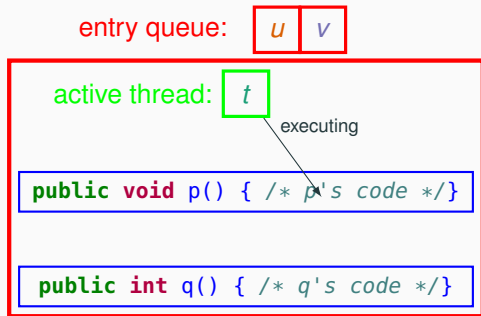 entry queue: u v
active thread: t
executing
public void p() { /* p's code */}
public int q() { /* q's code */}